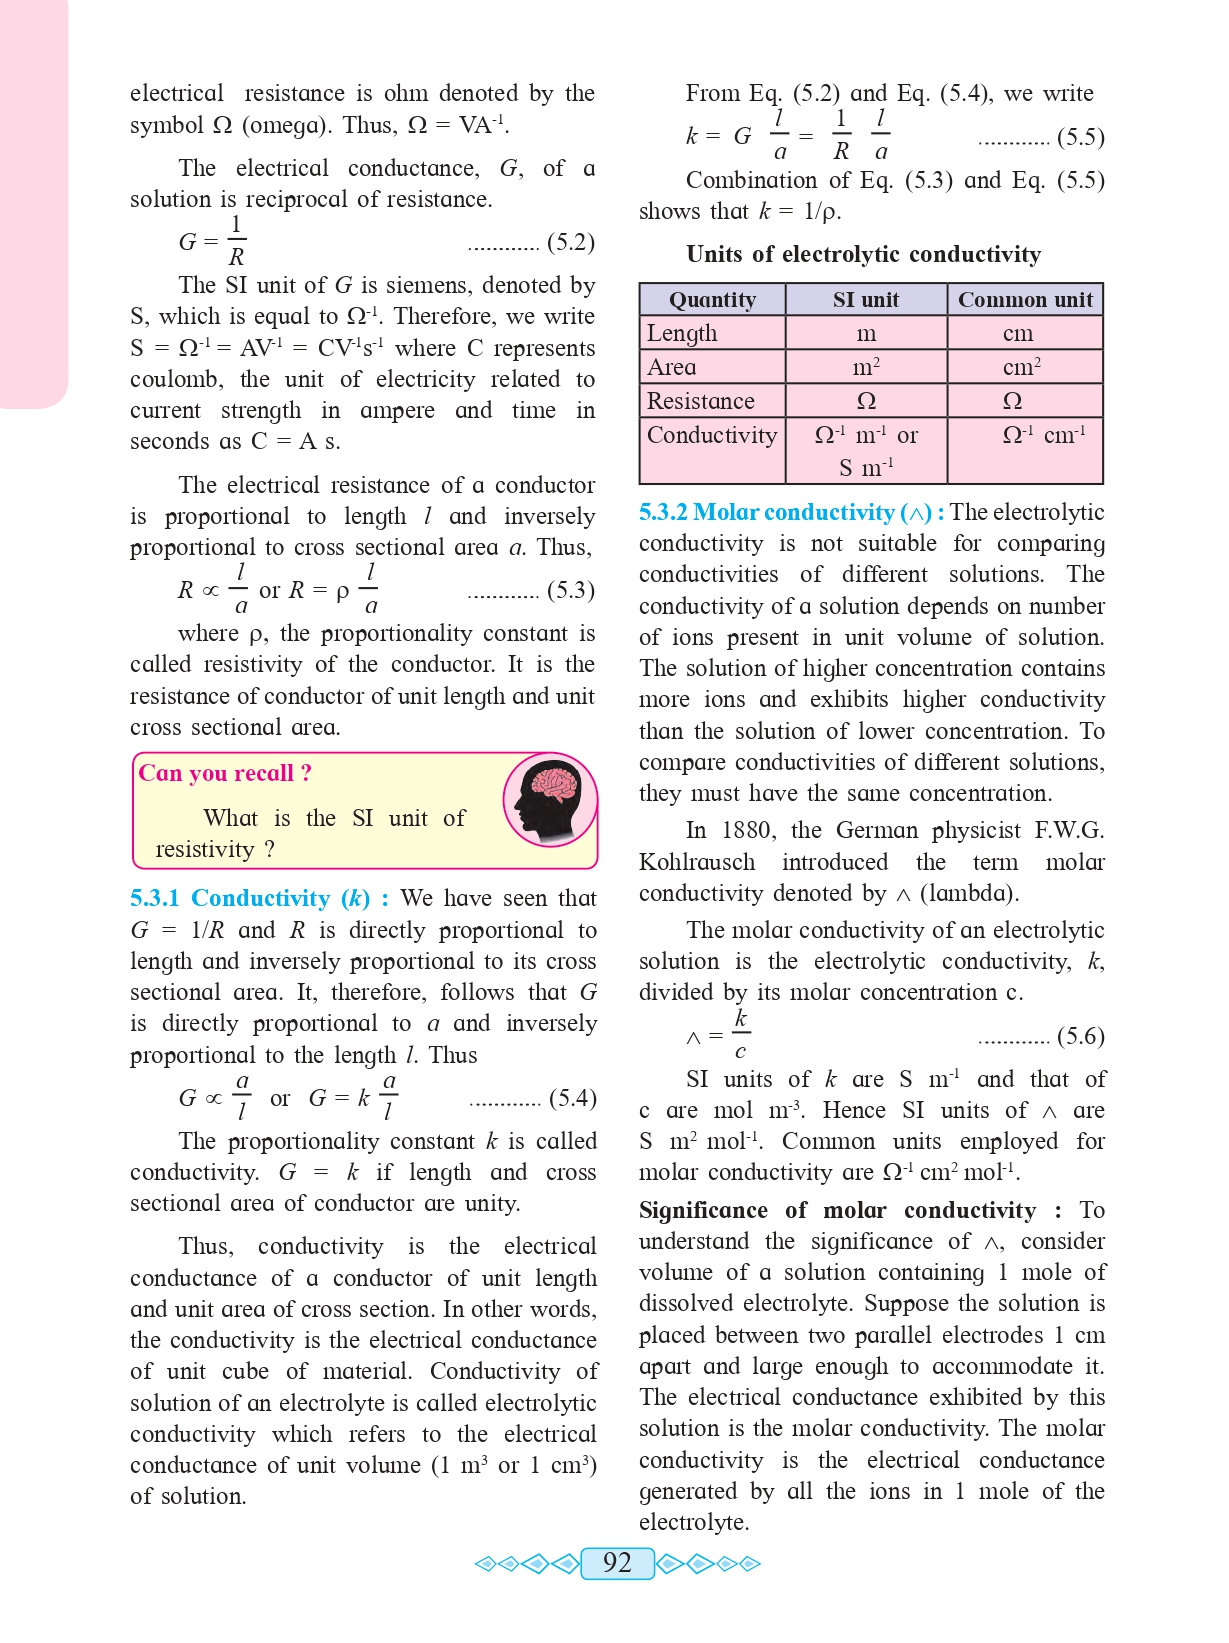 electrical resistance is ohm denoted by the
symbol Ω (omega). Thus, Ω = VA⁻¹.
The electrical conductance, G, of a
solution is reciprocal of resistance.
G = 1/R ............ (5.2)
The SI unit of G is siemens, denoted by
S, which is equal to Ω⁻¹. Therefore, we write
S = Ω⁻¹ = AV⁻¹ = CV⁻¹s⁻¹ where C represents
coulomb, the unit of electricity related to
current strength in ampere and time in
seconds as C = A s.
The electrical resistance of a conductor
is proportional to length l and inversely
proportional to cross sectional area a. Thus,
R ∝ l/a or R = ρ l/a ............ (5.3)
where ρ, the proportionality constant is
called resistivity of the conductor. It is the
resistance of conductor of unit length and unit
cross sectional area.
Can you recall ?
What is the SI unit of
resistivity ?
5.3.1 Conductivity (k) : We have seen that
G = 1/R and R is directly proportional to
length and inversely proportional to its cross
sectional area. It, therefore, follows that G
is directly proportional to a and inversely
proportional to the length l. Thus
G ∝ a/l or G = k a/l ............ (5.4)
The proportionality constant k is called
conductivity. G = k if length and cross
sectional area of conductor are unity.
Thus, conductivity is the electrical
conductance of a conductor of unit length
and unit area of cross section. In other words,
the conductivity is the electrical conductance
of unit cube of material. Conductivity of
solution of an electrolyte is called electrolytic
conductivity which refers to the electrical
conductance of unit volume (1 m³ or 1 cm³)
of solution.
From Eq. (5.2) and Eq. (5.4), we write
k = G l/a = 1/R l/a ............ (5.5)
Combination of Eq. (5.3) and Eq. (5.5)
shows that k = 1/ρ.
Units of electrolytic conductivity
Quantity SI unit Common unit
Length m cm
Area m² cm²
Resistance Ω Ω
Conductivity Ω⁻¹ m⁻¹ or Ω⁻¹ cm⁻¹
S m⁻¹
5.3.2 Molar conductivity (∧) : The electrolytic
conductivity is not suitable for comparing
conductivities of different solutions. The
conductivity of a solution depends on number
of ions present in unit volume of solution.
The solution of higher concentration contains
more ions and exhibits higher conductivity
than the solution of lower concentration. To
compare conductivities of different solutions,
they must have the same concentration.
In 1880, the German physicist F.W.G.
Kohlrausch introduced the term molar
conductivity denoted by ∧ (lambda).
The molar conductivity of an electrolytic
solution is the electrolytic conductivity, k,
divided by its molar concentration c.
∧ = k/c ............ (5.6)
SI units of k are S m⁻¹ and that of
c are mol m⁻³. Hence SI units of ∧ are
S m² mol⁻¹. Common units employed for
molar conductivity are Ω⁻¹ cm² mol⁻¹.
Significance of molar conductivity : To
understand the significance of ∧, consider
volume of a solution containing 1 mole of
dissolved electrolyte. Suppose the solution is
placed between two parallel electrodes 1 cm
apart and large enough to accommodate it.
The electrical conductance exhibited by this
solution is the molar conductivity. The molar
conductivity is the electrical conductance
generated by all the ions in 1 mole of the
electrolyte.
92